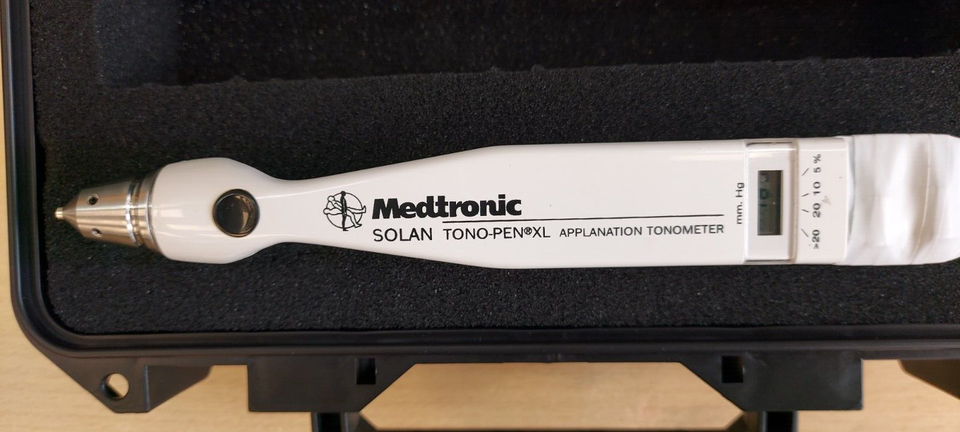 Medtronic
SOLAN TONO-PEN®XL APPLANATION TONOMETER
mm. Hg
>20 20 10 5 %